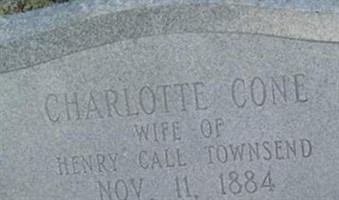 CHARLOTTE CONE
WIFE OF
HENRY CALL TOWNSEND
NOV. 11, 1884